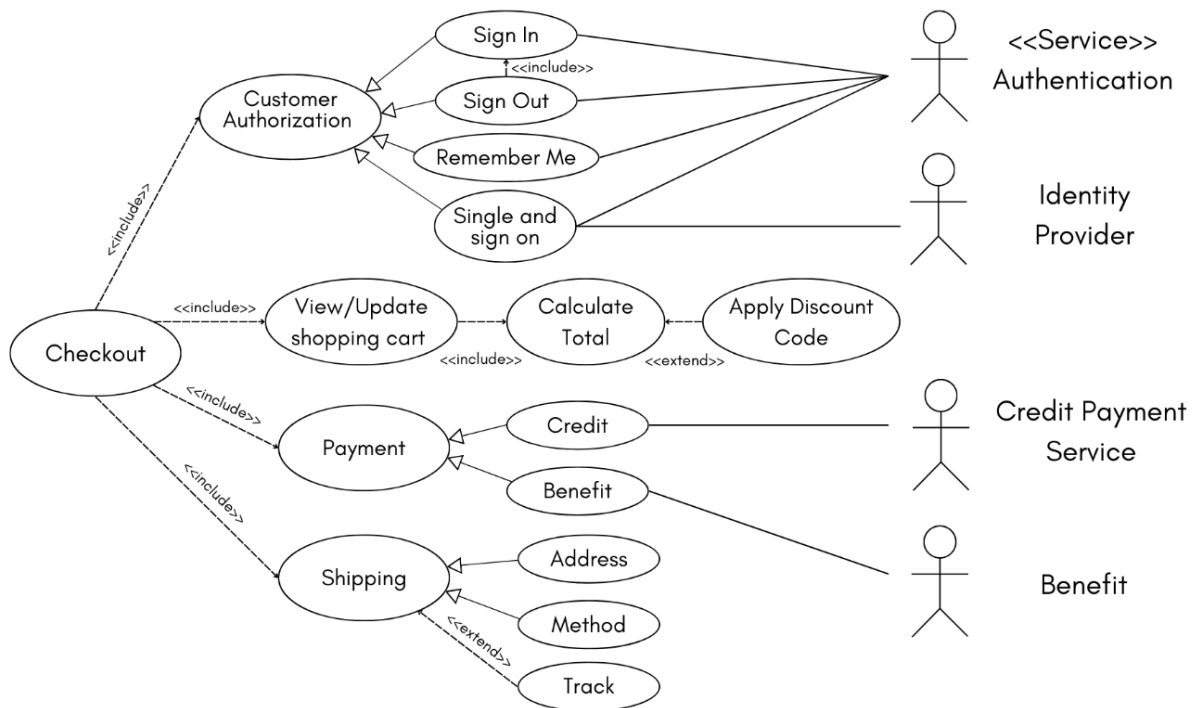 Sign In
<<include>>
Sign Out
Customer
Authorization
Remember Me
Single and
sign on
<<Service>>
Authentication
Identity
Provider
<<include>>
<<include>>
View/Update
shopping cart
<<include>>
Calculate
Total
<<extend>>
Apply Discount
Code
Checkout
<<include>>
Payment
Credit
Benefit
Credit Payment
Service
<<include>>
Shipping
Address
Method
<<extend>>
Track
Benefit